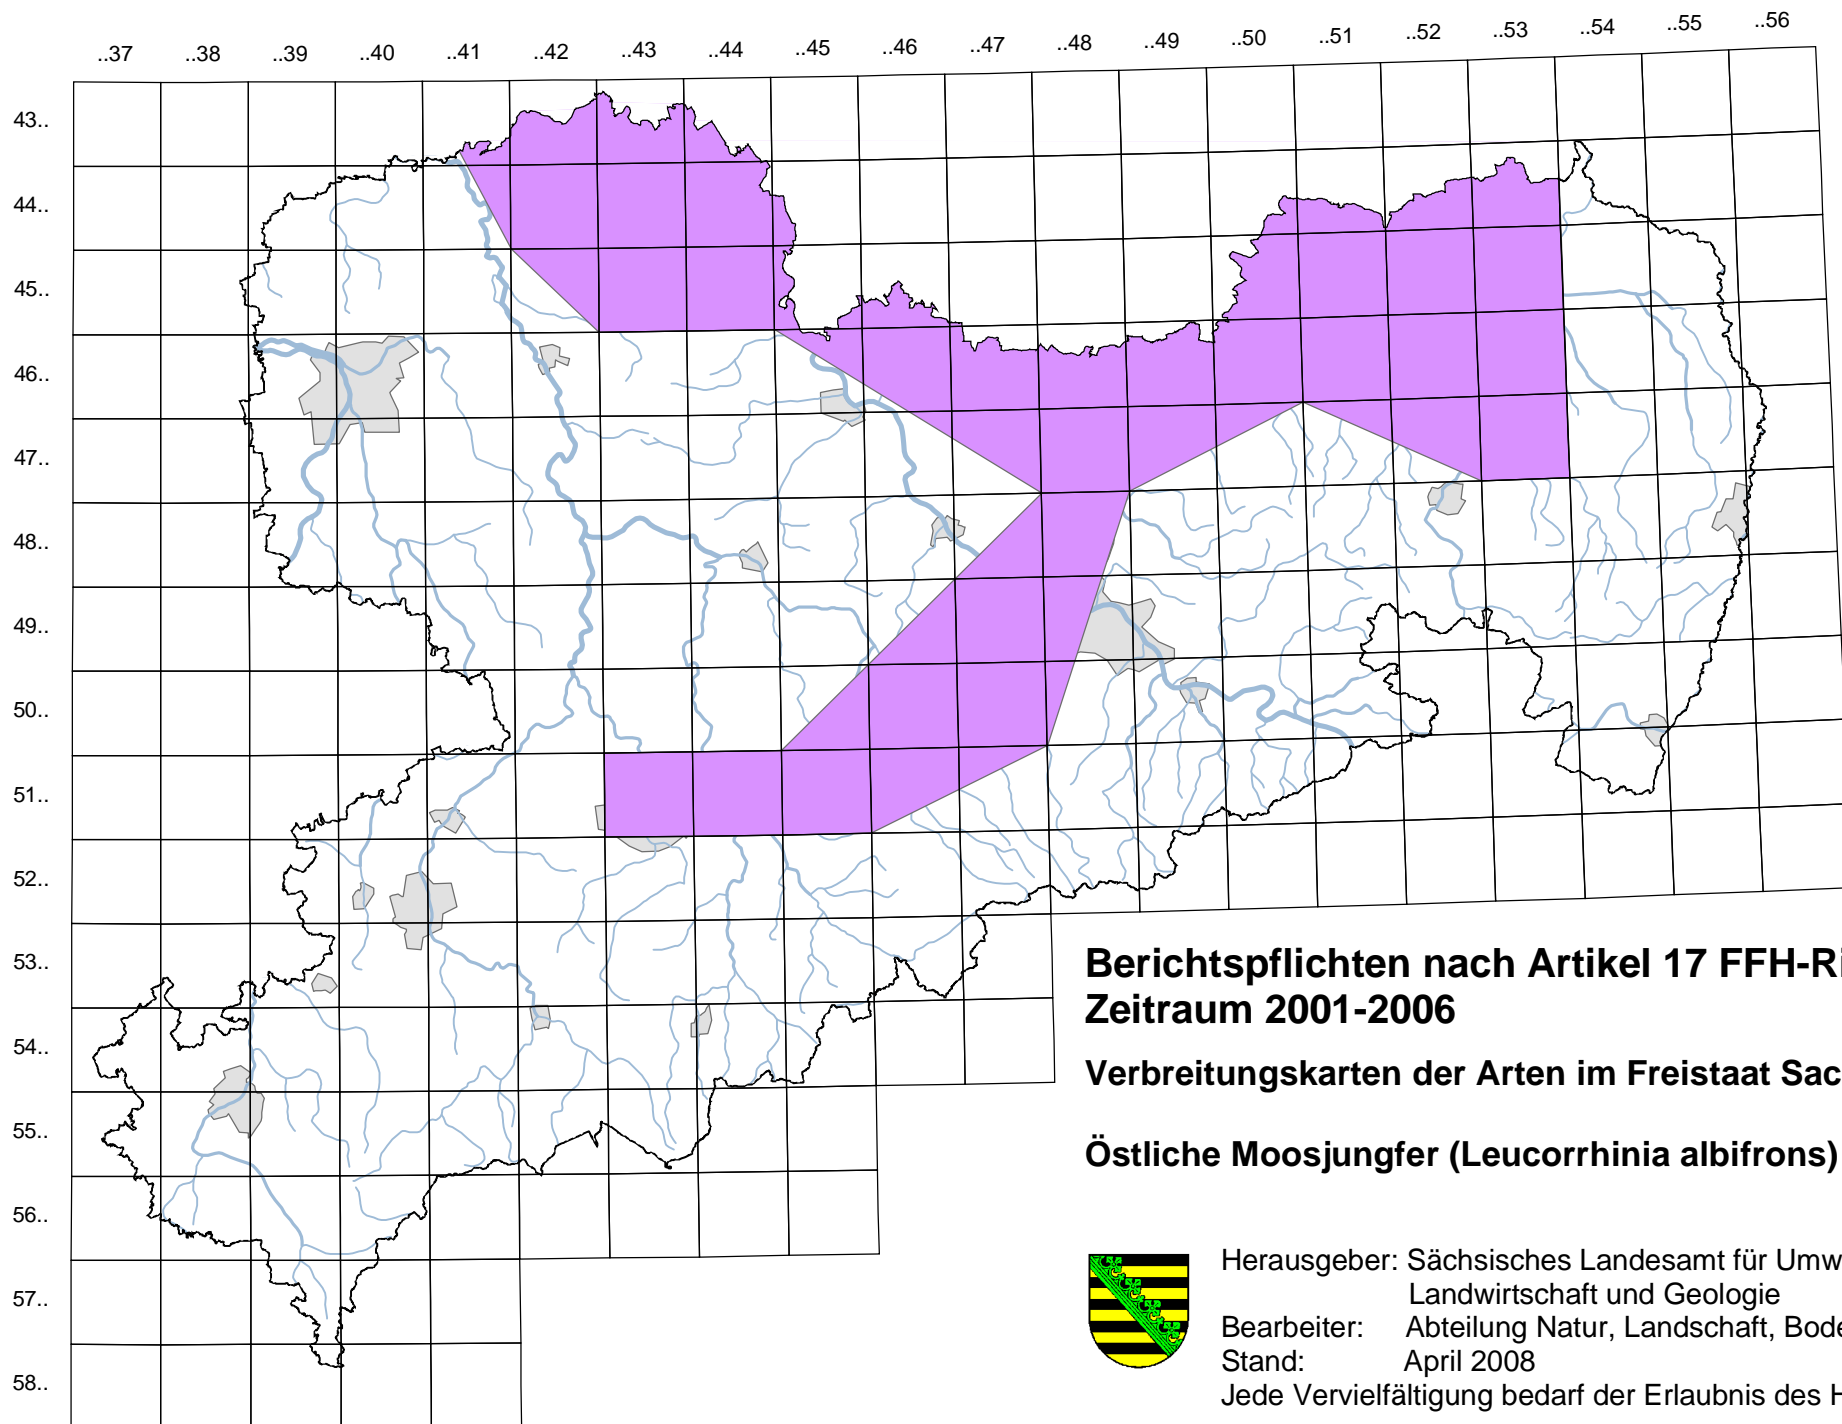 ..37 ..38 ..39 ..40 ..41 ..42 ..43 ..44 ..45 ..46 ..47 ..48 ..49 ..50 ..51 ..52 ..53 ..54 ..55 ..56
43..
44..
45..
46..
47..
48..
49..
50..
51..
52..
53..
54..
55..
56..
57..
58..
Berichtspflichten nach Artikel 17 FFH-Ri
Zeitraum 2001-2006
Verbreitungskarten der Arten im Freistaat Sac
Östliche Moosjungfer (Leucorrhinia albifrons)
Herausgeber: Sächsisches Landesamt für Umw
Landwirtschaft und Geologie
Bearbeiter: Abteilung Natur, Landschaft, Bode
Stand: April 2008
Jede Vervielfältigung bedarf der Erlaubnis des H